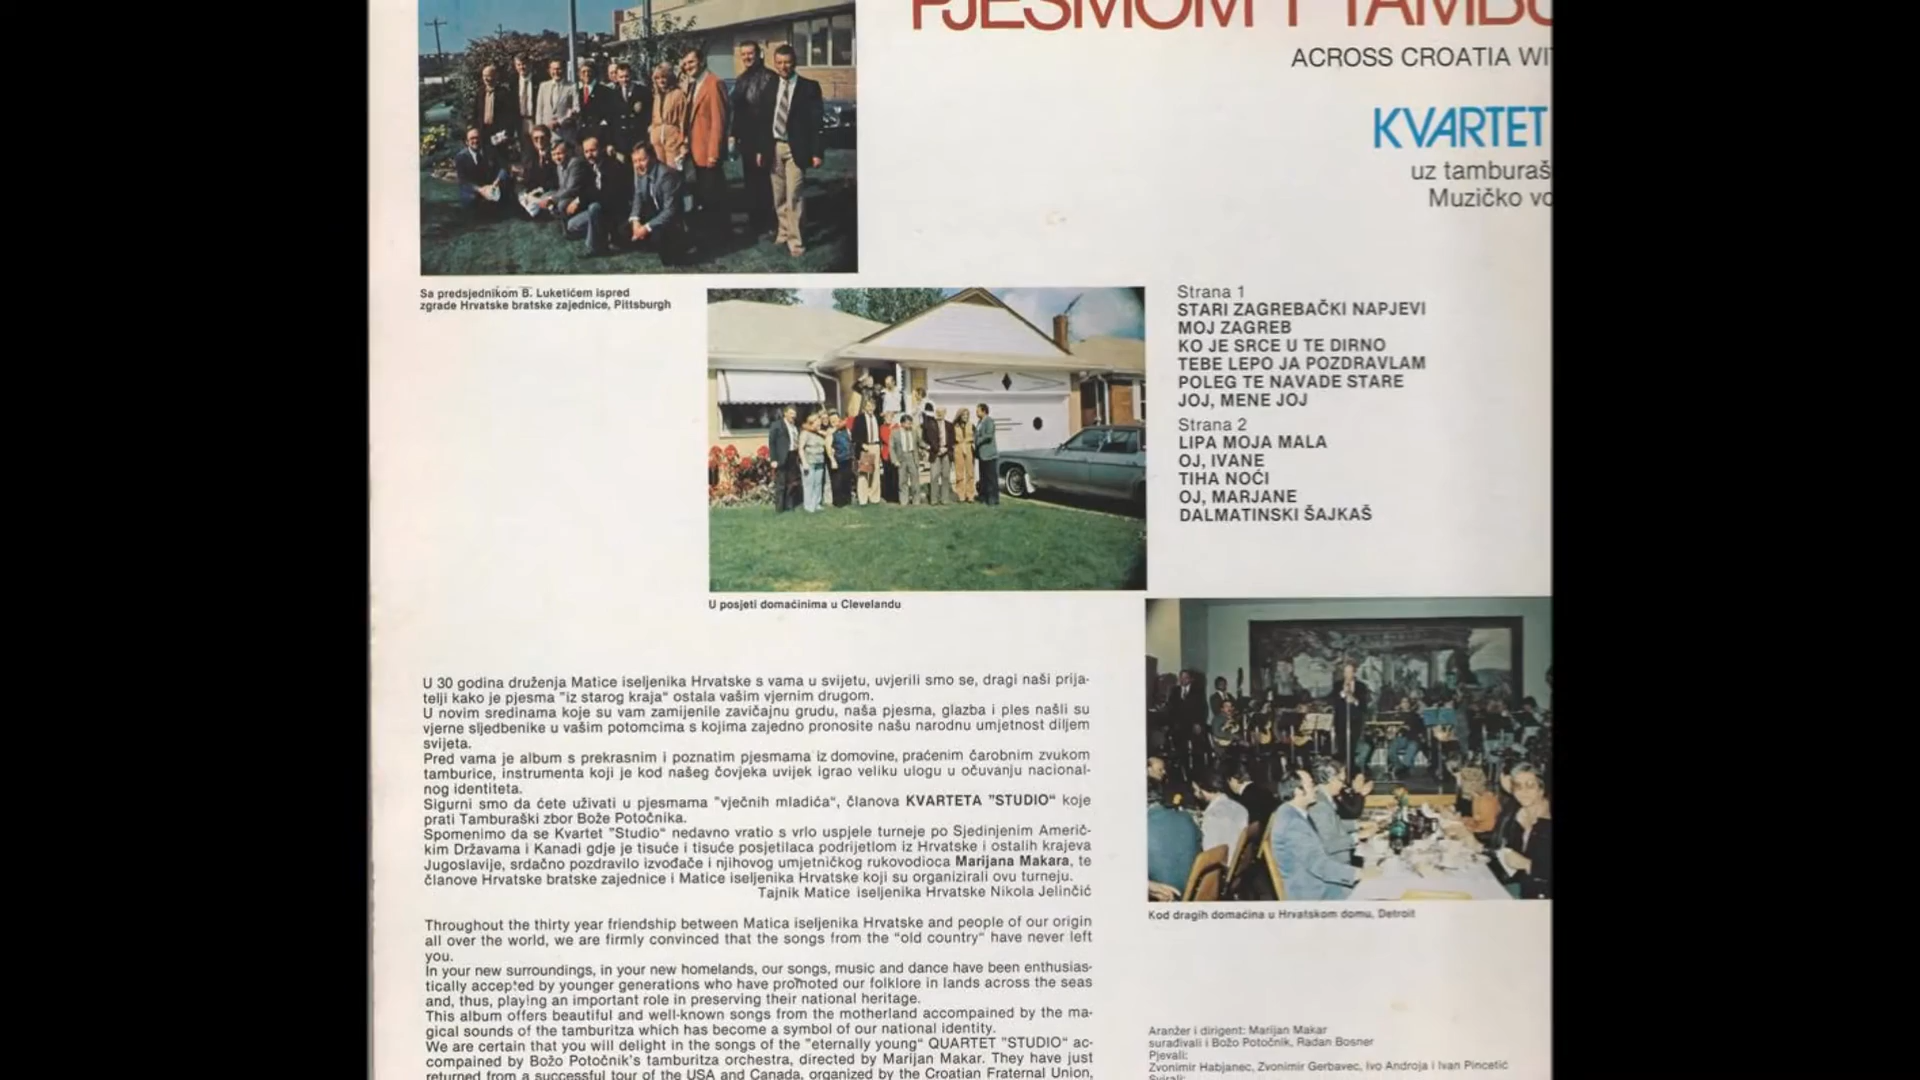 PJESMOM I TAMBU
ACROSS CROATIA WIT
KVARTET
uz tamburaš
Muzičko vo
Sa predsjednikom B. Luketićem ispred
zgrade Hrvatske bratske zajednice, Pittsburgh
Strana 1
STARI ZAGREBAČKI NAPJEVI
MOJ ZAGREB
KO JE SRCE U TE DIRNO
TEBE LEPO JA POZDRAVLAM
POLEG TE NAVADE STARE
JOJ, MENE JOJ
Strana 2
LIPA MOJA MALA
OJ, IVANE
TIHA NOĆI
OJ, MARJANE
DALMATINSKI ŠAJKAŠ
U posjeti domaćinima u Clevelandu
U 30 godina druženja Matice iseljenika Hrvatske s vama u svijetu, uvjerili smo se, dragi naši prija-
telji kako je pjesma "iz starog kraja" ostala vašim vjernim drugom.
U novim sredinama koje su vam zamijenile zavičajnu grudu, naša pjesma, glazba i ples našli su
vjerne sljedbenike u vašim potomcima s kojima zajedno pronosite našu narodnu umjetnost diljem
svijeta.
Pred vama je album s prekrasnim i poznatim pjesmama iz domovine, praćenim čarobnim zvukom
tamburice, instrumenta koji je kod našeg čovjeka uvijek igrao veliku ulogu u očuvanju nacional-
nog identiteta.
Sigurni smo da ćete uživati u pjesmama "vječnih mladića", članova KVARTETA "STUDIO" koje
prati Tamburaški zbor Bože Potočnika.
Spomenimo da se Kvartet "Studio" nedavno vratio s vrlo uspjele turneje po Sjedinjenim Američ-
kim Državama i Kanadi gdje je tisuće i tisuće posjetilaca podrijetlom iz Hrvatske i ostalih krajeva
Jugoslavije, srdačno pozdravilo izvođače i njihovog umjetničkog rukovodioca Marijana Makara, te
članove Hrvatske bratske zajednice i Matice iseljenika Hrvatske koji su organizirali ovu turneju.
Tajnik Matice iseljenika Hrvatske Nikola Jelinčić
Kod dragih domaćina u Hrvatskom domu, Detroit
Throughout the thirty year friendship between Matica iseljenika Hrvatske and people of our origin
all over the world, we are firmly convinced that the songs from the "old country" have never left
you.
In your new surroundings, in your new homelands, our songs, music and dance have been enthusias-
tically accepted by younger generations who have promoted our folklore in lands across the seas
and, thus, playing an important role in preserving their national heritage.
This album offers beautiful and well-known songs from the motherland accompanied by the ma-
gical sounds of the tamburitza which has become a symbol of our national identity.
We are certain that you will delight in the songs of the "eternally young" QUARTET "STUDIO" ac-
companied by Božo Potočnik's tamburitza orchestra, directed by Marijan Makar. They have just
returned from a successful tour of the USA and Canada, organized by the Croatian Fraternal Union,
Aranžer i dirigent: Marijan Makar
surađivali i Božo Potočnik, Radan Bosner
Pjevali:
Zvonimir Habjanec, Zvonimir Gerbavec, Ivo Androja i Ivan Pincetić
Svirali: